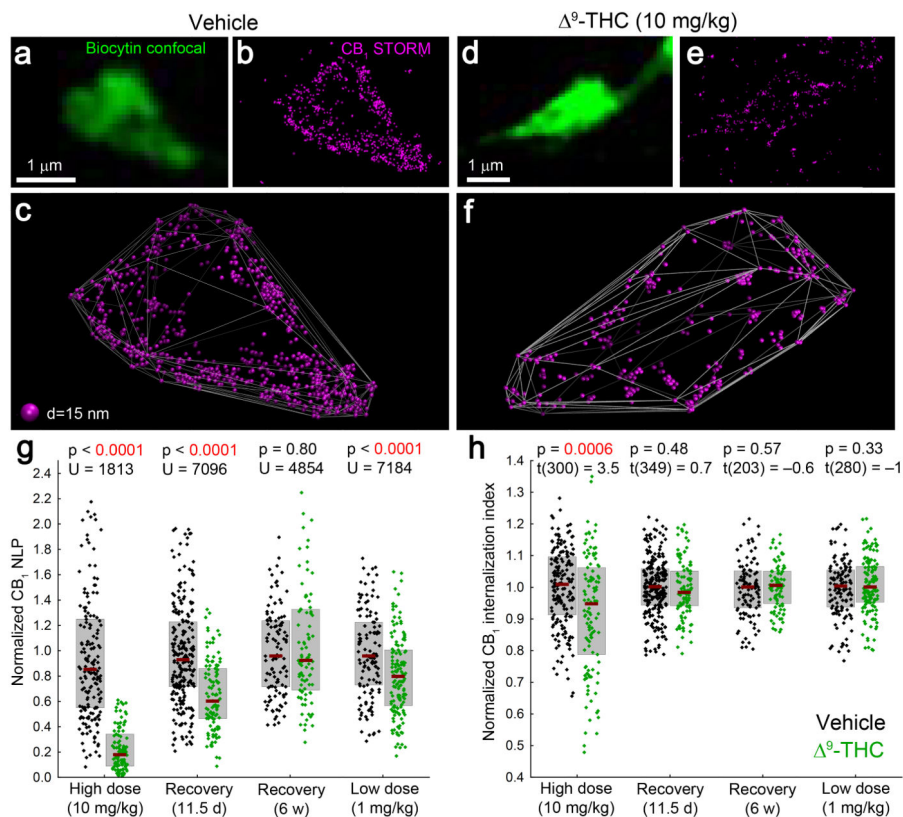 Vehicle
Δ⁹-THC (10 mg/kg)
a
Biocytin confocal
1 μm
b
CB₁ STORM
d
1 μm
e
c
d=15 nm
f
g
p < 0.0001
p < 0.0001
p = 0.80
p < 0.0001
U = 1813
U = 7096
U = 4854
U = 7184
Normalized CB₁ NLP
2.4
2.2
2.0
1.8
1.6
1.4
1.2
1.0
0.8
0.6
0.4
0.2
0.0
High dose
(10 mg/kg)
Recovery
(11.5 d)
Recovery
(6 w)
Low dose
(1 mg/kg)
h
p = 0.0006
p = 0.48
p = 0.57
p = 0.33
t(300) = 3.5
t(349) = 0.7
t(203) = –0.6
t(280) = –1
Normalized CB₁ internalization index
1.4
1.3
1.2
1.1
1.0
0.9
0.8
0.7
0.6
0.5
0.4
Vehicle
Δ⁹-THC
High dose
(10 mg/kg)
Recovery
(11.5 d)
Recovery
(6 w)
Low dose
(1 mg/kg)